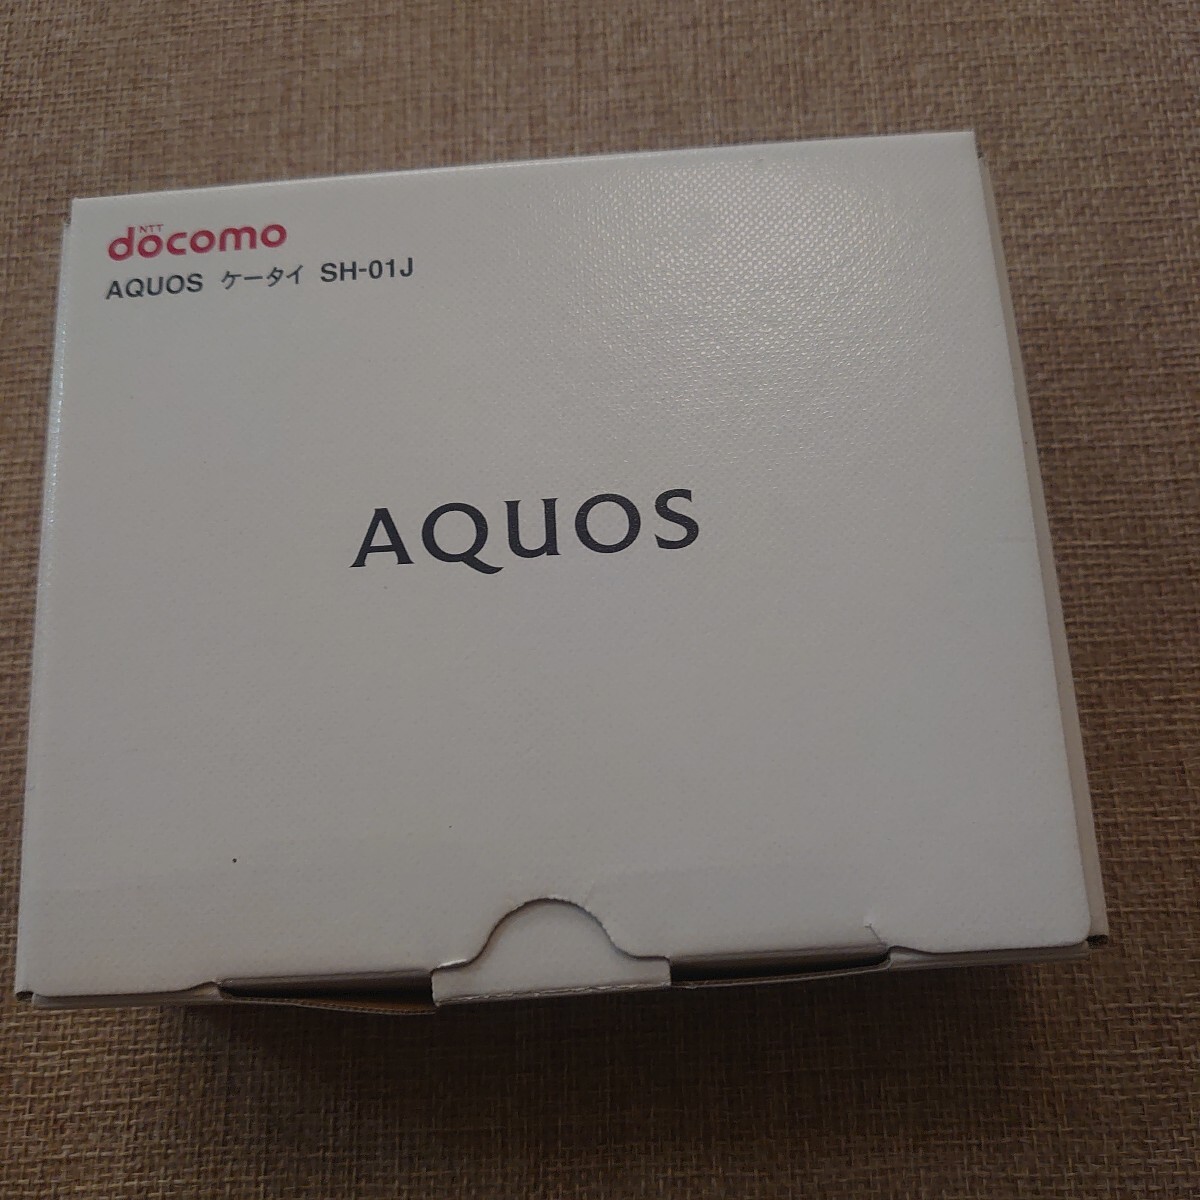 NTT
docomo
AQUOS ケータイ SH-01J
AQUOS